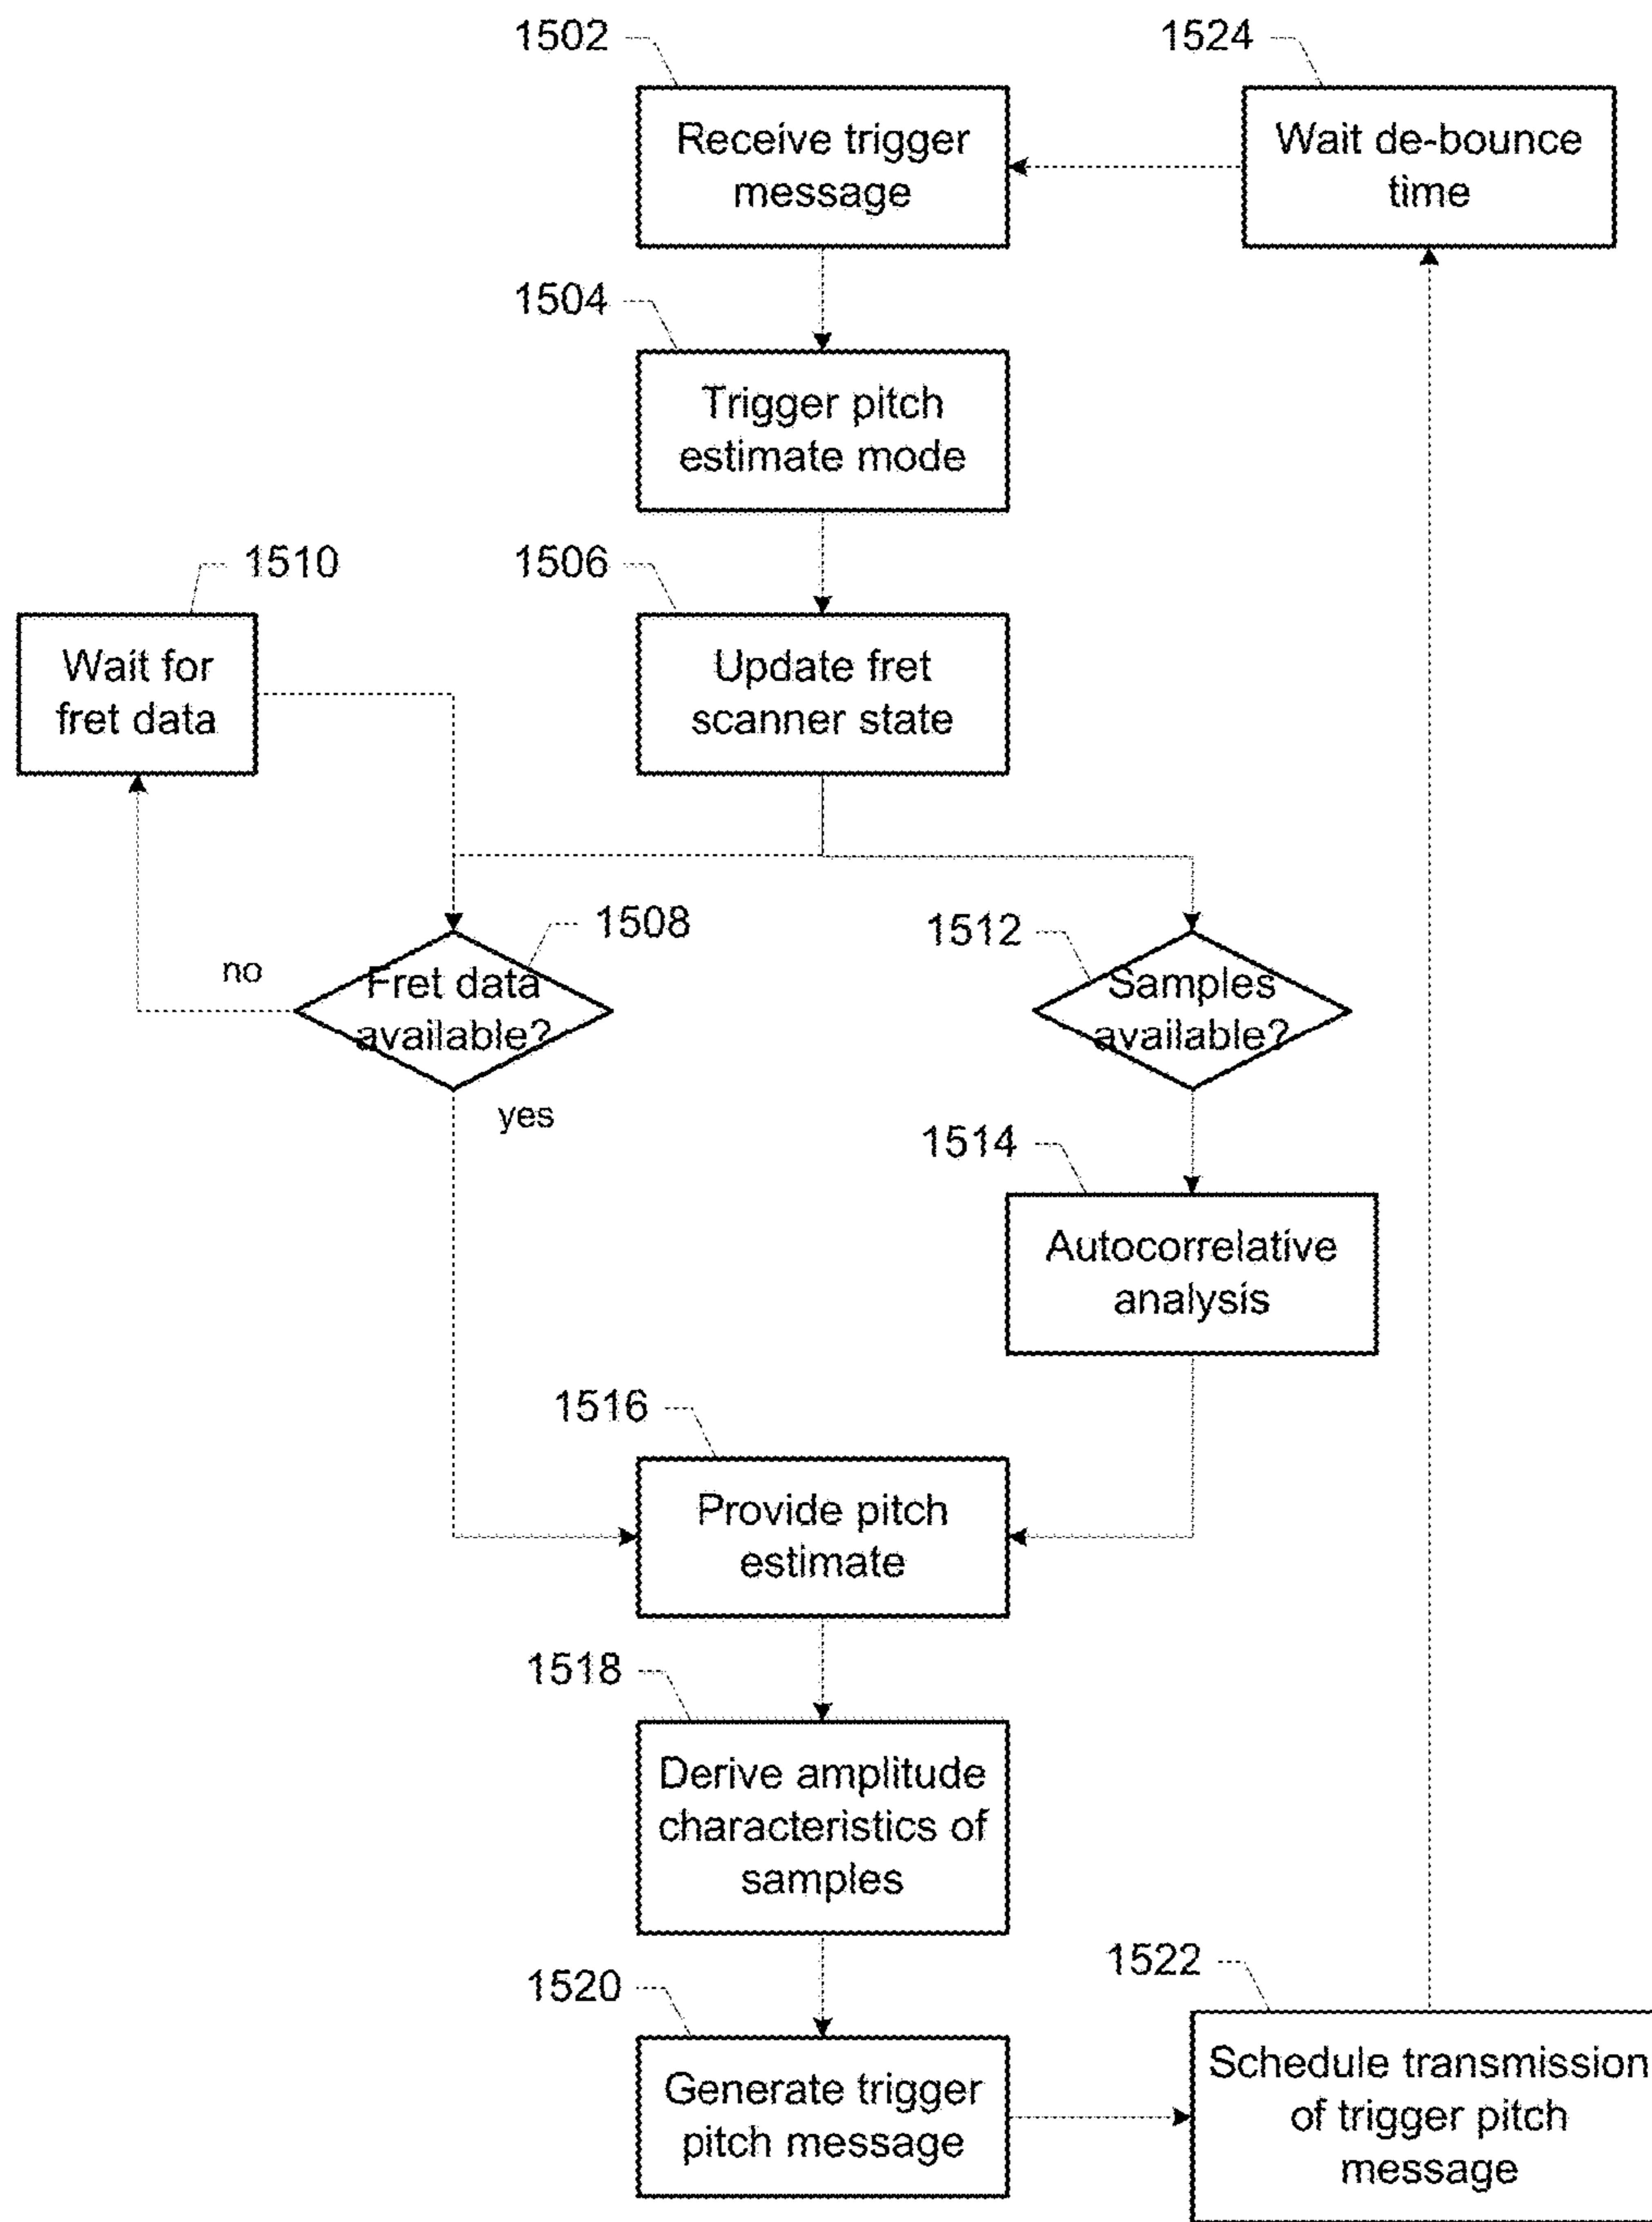 1502
1524
Receive trigger
message
Wait de-bounce
time
1504
Trigger pitch
estimate mode
1510
1506
Wait for
fret data
Update fret
scanner state
1508
1512
no
Fret data
available?
Samples
available?
yes
1514
Autocorrelative
analysis
1516
Provide pitch
estimate
1518
Derive amplitude
characteristics of
samples
1520
1522
Generate trigger
pitch message
Schedule transmission
of trigger pitch
message